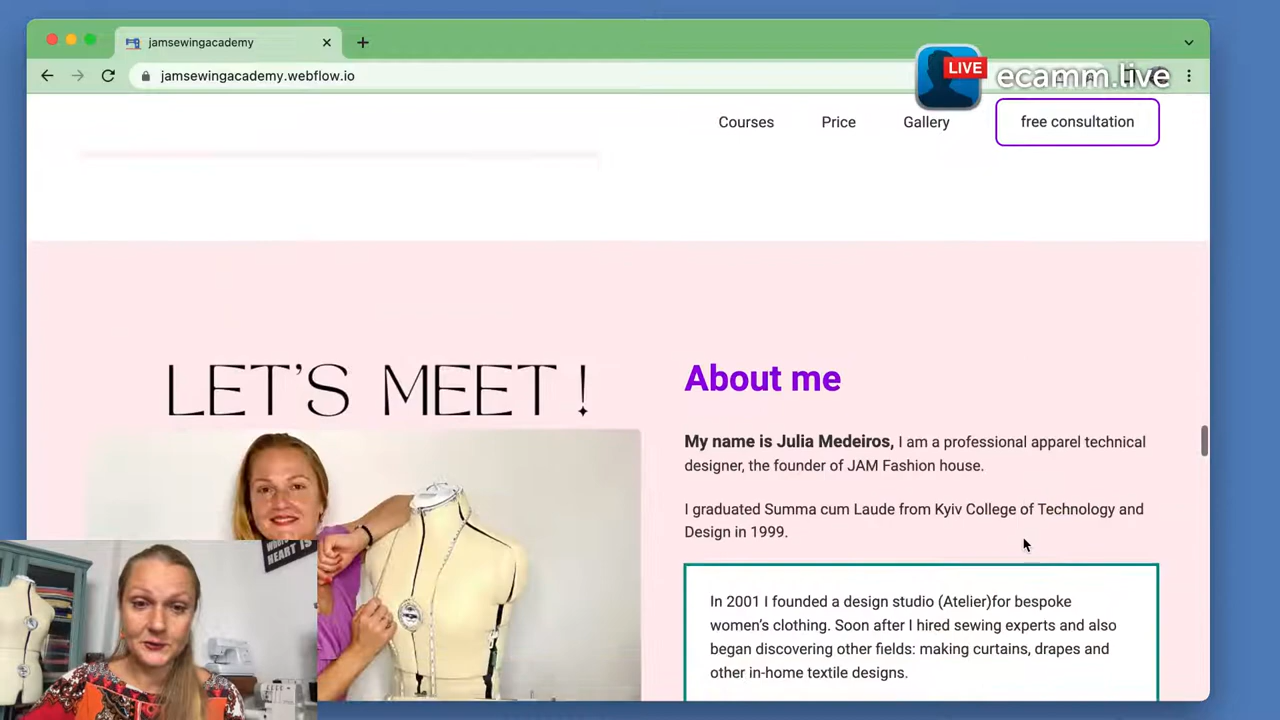 jamsewingacademy
jamsewingacademy.webflow.io
LIVE
ecamm.live
Courses
Price
Gallery
free consultation
LET'S MEET !
About me
My name is Julia Medeiros, I am a professional apparel technical
designer, the founder of JAM Fashion house.
I graduated Summa cum Laude from Kyiv College of Technology and
Design in 1999.
HEART IS
In 2001 I founded a design studio (Atelier)for bespoke
women's clothing. Soon after I hired sewing experts and also
began discovering other fields: making curtains, drapes and
other in-home textile designs.